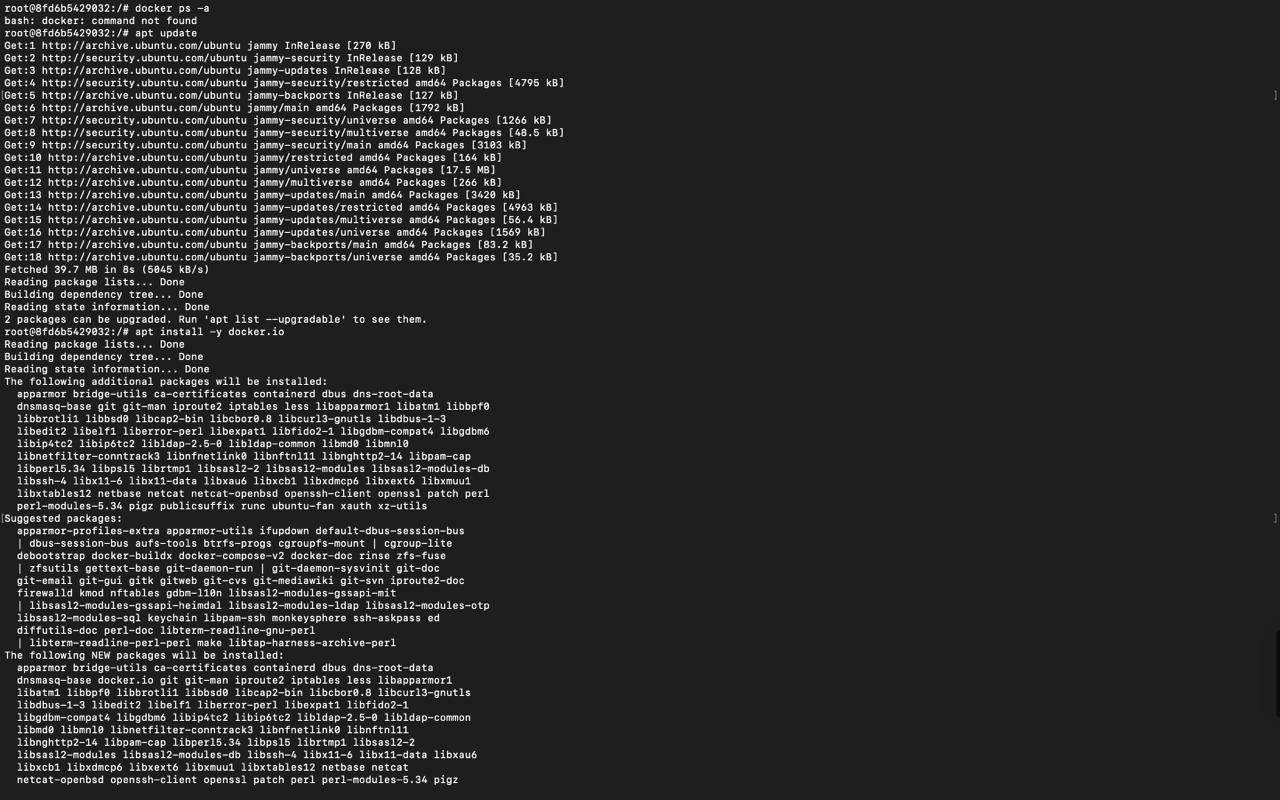 root@8fd6b5429032:/# docker ps -a
bash: docker: command not found
root@8fd6b5429032:/# apt update
Get:1 http://archive.ubuntu.com/ubuntu jammy InRelease [270 kB]
Get:2 http://security.ubuntu.com/ubuntu jammy-security InRelease [129 kB]
Get:3 http://archive.ubuntu.com/ubuntu jammy-updates InRelease [128 kB]
Get:4 http://security.ubuntu.com/ubuntu jammy-security/restricted amd64 Packages [4795 kB]
[Get:5 http://archive.ubuntu.com/ubuntu jammy-backports InRelease [127 kB] ]
Get:6 http://archive.ubuntu.com/ubuntu jammy/main amd64 Packages [1792 kB]
Get:7 http://security.ubuntu.com/ubuntu jammy-security/universe amd64 Packages [1266 kB]
Get:8 http://security.ubuntu.com/ubuntu jammy-security/multiverse amd64 Packages [48.5 kB]
Get:9 http://security.ubuntu.com/ubuntu jammy-security/main amd64 Packages [3103 kB]
Get:10 http://archive.ubuntu.com/ubuntu jammy/restricted amd64 Packages [164 kB]
Get:11 http://archive.ubuntu.com/ubuntu jammy/universe amd64 Packages [17.5 MB]
Get:12 http://archive.ubuntu.com/ubuntu jammy/multiverse amd64 Packages [266 kB]
Get:13 http://archive.ubuntu.com/ubuntu jammy-updates/main amd64 Packages [3420 kB]
Get:14 http://archive.ubuntu.com/ubuntu jammy-updates/restricted amd64 Packages [4963 kB]
Get:15 http://archive.ubuntu.com/ubuntu jammy-updates/multiverse amd64 Packages [56.4 kB]
Get:16 http://archive.ubuntu.com/ubuntu jammy-updates/universe amd64 Packages [1569 kB]
Get:17 http://archive.ubuntu.com/ubuntu jammy-backports/main amd64 Packages [83.2 kB]
Get:18 http://archive.ubuntu.com/ubuntu jammy-backports/universe amd64 Packages [35.2 kB]
Fetched 39.7 MB in 8s (5045 kB/s)
Reading package lists... Done
Building dependency tree... Done
Reading state information... Done
2 packages can be upgraded. Run 'apt list --upgradable' to see them.
root@8fd6b5429032:/# apt install -y docker.io
Reading package lists... Done
Building dependency tree... Done
Reading state information... Done
The following additional packages will be installed:
  apparmor bridge-utils ca-certificates containerd dbus dns-root-data
  dnsmasq-base git git-man iproute2 iptables less libapparmor1 libatm1 libbpf0
  libbrotli1 libbsd0 libcap2-bin libcbor0.8 libcurl3-gnutls libdbus-1-3
  libedit2 libelf1 liberror-perl libexpat1 libfido2-1 libgdbm-compat4 libgdbm6
  libip4tc2 libip6tc2 libldap-2.5-0 libldap-common libmd0 libmnl0
  libnetfilter-conntrack3 libnfnetlink0 libnftnl11 libnghttp2-14 libpam-cap
  libperl5.34 libpsl5 librtmp1 libsasl2-2 libsasl2-modules libsasl2-modules-db
  libssh-4 libx11-6 libx11-data libxau6 libxcb1 libxdmcp6 libxext6 libxmuu1
  libxtables12 netbase netcat netcat-openbsd openssh-client openssl patch perl
  perl-modules-5.34 pigz publicsuffix runc ubuntu-fan xauth xz-utils
[Suggested packages: ]
  apparmor-profiles-extra apparmor-utils ifupdown default-dbus-session-bus
  | dbus-session-bus aufs-tools btrfs-progs cgroupfs-mount | cgroup-lite
  debootstrap docker-buildx docker-compose-v2 docker-doc rinse zfs-fuse
  | zfsutils gettext-base git-daemon-run | git-daemon-sysvinit git-doc
  git-email git-gui gitk gitweb git-cvs git-mediawiki git-svn iproute2-doc
  firewalld kmod nftables gdbm-l10n libsasl2-modules-gssapi-mit
  | libsasl2-modules-gssapi-heimdal libsasl2-modules-ldap libsasl2-modules-otp
  libsasl2-modules-sql keychain libpam-ssh monkeysphere ssh-askpass ed
  diffutils-doc perl-doc libterm-readline-gnu-perl
  | libterm-readline-perl-perl make libtap-harness-archive-perl
The following NEW packages will be installed:
  apparmor bridge-utils ca-certificates containerd dbus dns-root-data
  dnsmasq-base docker.io git git-man iproute2 iptables less libapparmor1
  libatm1 libbpf0 libbrotli1 libbsd0 libcap2-bin libcbor0.8 libcurl3-gnutls
  libdbus-1-3 libedit2 libelf1 liberror-perl libexpat1 libfido2-1
  libgdbm-compat4 libgdbm6 libip4tc2 libip6tc2 libldap-2.5-0 libldap-common
  libmd0 libmnl0 libnetfilter-conntrack3 libnfnetlink0 libnftnl11
  libnghttp2-14 libpam-cap libperl5.34 libpsl5 librtmp1 libsasl2-2
  libsasl2-modules libsasl2-modules-db libssh-4 libx11-6 libx11-data libxau6
  libxcb1 libxdmcp6 libxext6 libxmuu1 libxtables12 netbase netcat
  netcat-openbsd openssh-client openssl patch perl perl-modules-5.34 pigz